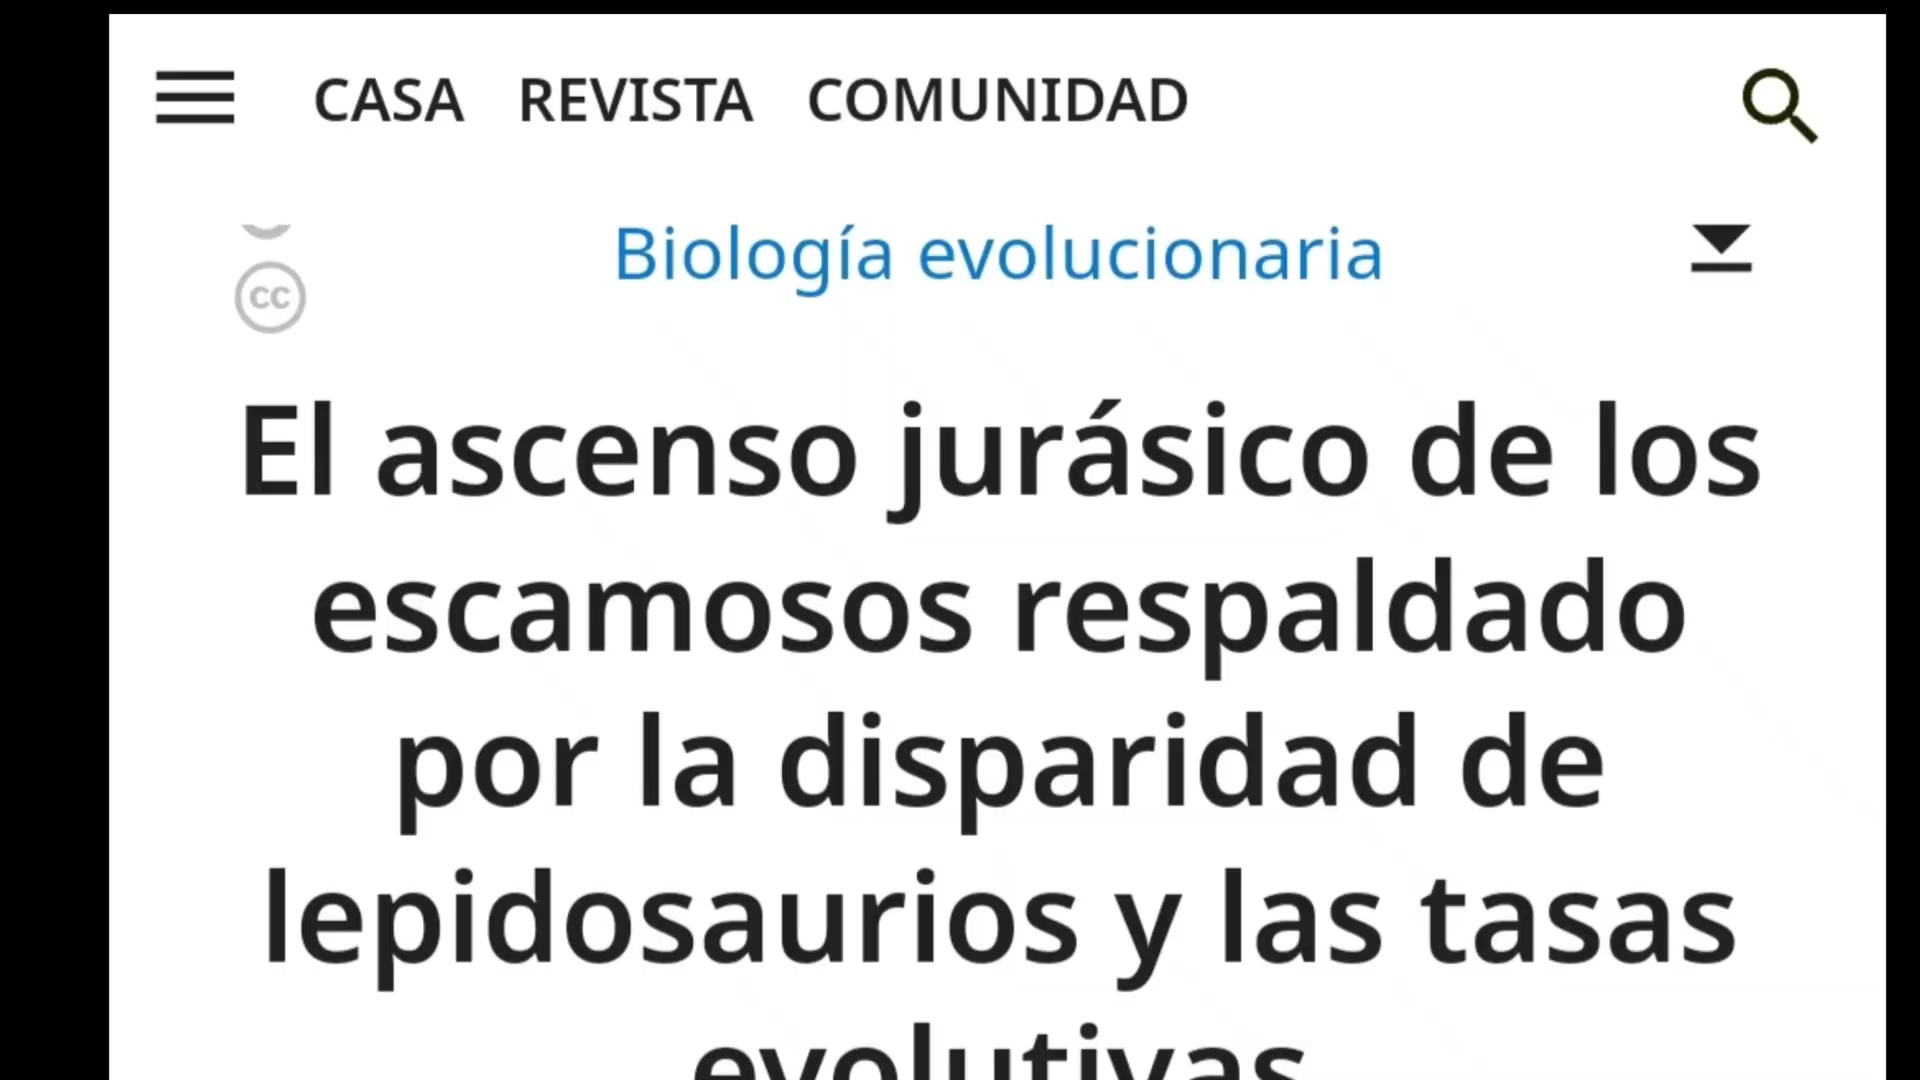 CASA REVISTA COMUNIDAD
cc
Biología evolucionaria
El ascenso jurásico de los
escamosos respaldado
por la disparidad de
lepidosaurios y las tasas
evolutivas